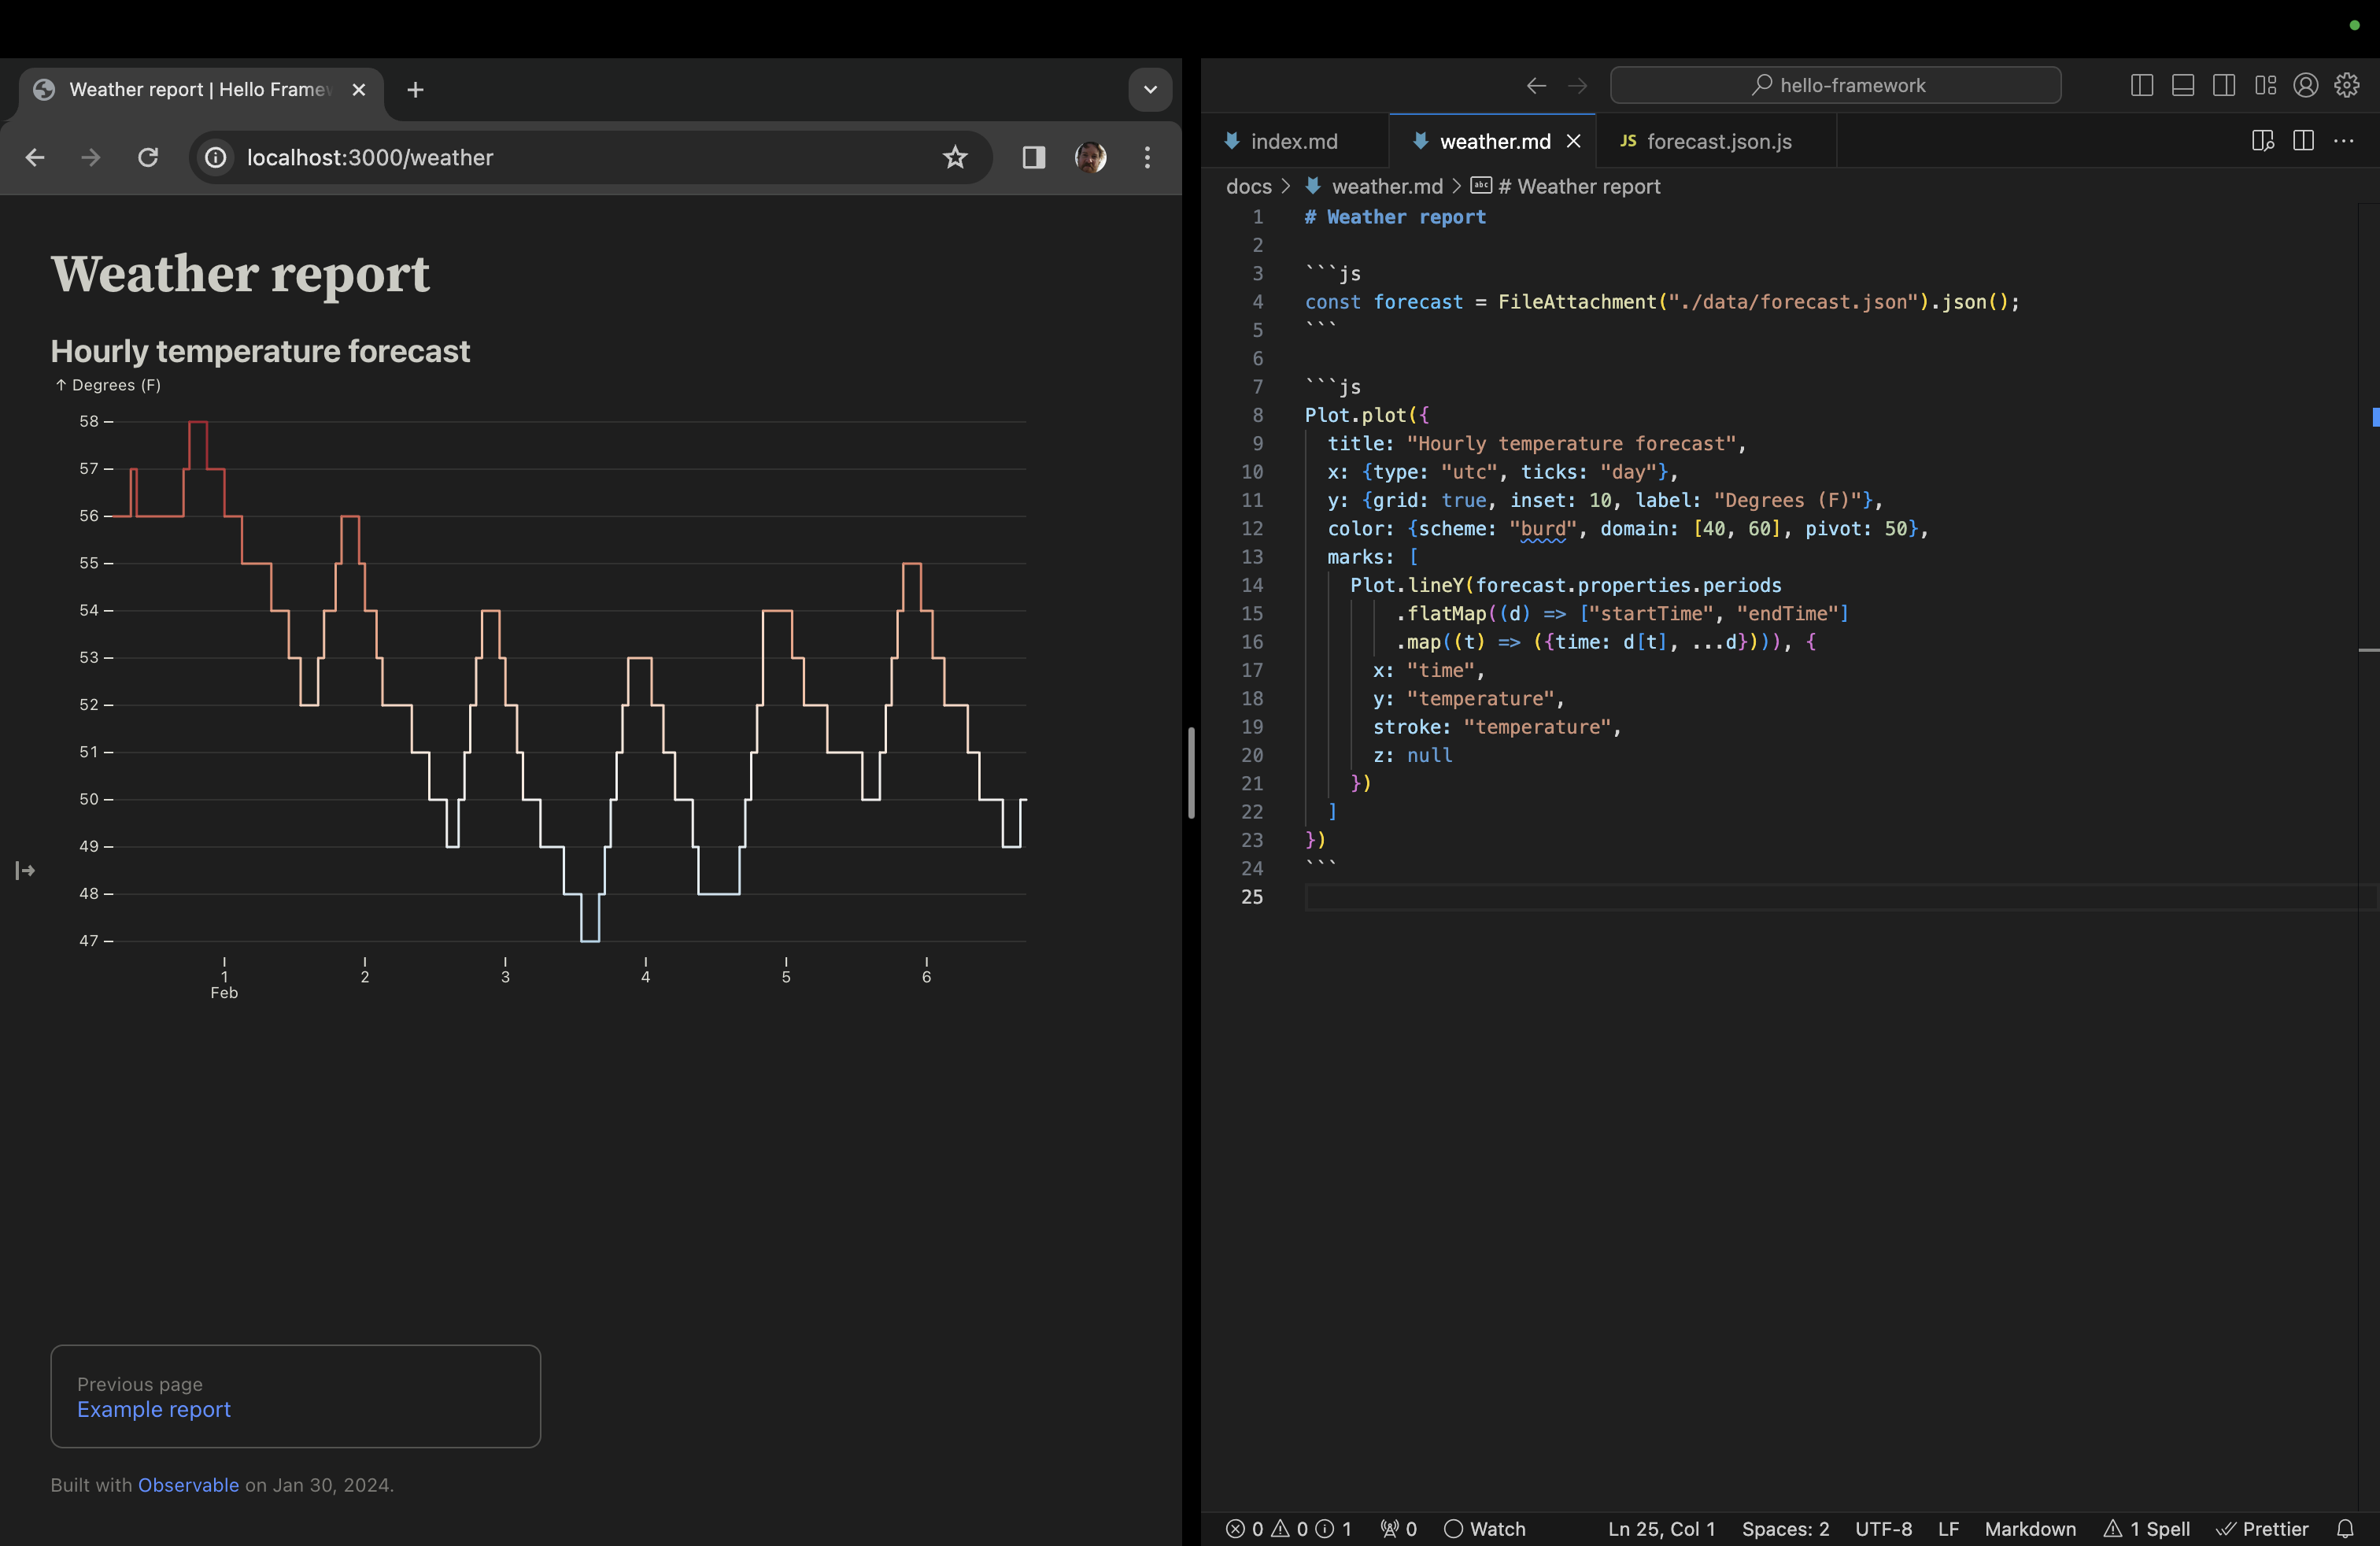 Weather report | Hello Frame
localhost:3000/weather
Weather report
Hourly temperature forecast
↑ Degrees (F)
58
57
56
55
54
53
52
51
50
49
48
47
1 2 3 4 5 6
Feb
Previous page
Example report
Built with Observable on Jan 30, 2024.
hello-framework
index.md weather.md JS forecast.json.js
docs > weather.md > abc # Weather report
1 # Weather report
2
3 ```js
4 const forecast = FileAttachment("./data/forecast.json").json();
5 ```
6
7 ```js
8 Plot.plot({
9   title: "Hourly temperature forecast",
10   x: {type: "utc", ticks: "day"},
11   y: {grid: true, inset: 10, label: "Degrees (F)"},
12   color: {scheme: "burd", domain: [40, 60], pivot: 50},
13   marks: [
14     Plot.lineY(forecast.properties.periods
15         .flatMap((d) => ["startTime", "endTime"]
16         .map((t) => ({time: d[t], ...d}))), {
17       x: "time",
18       y: "temperature",
19       stroke: "temperature",
20       z: null
21     })
22   ]
23 })
24 ```
25
0 0 1 0 Watch Ln 25, Col 1 Spaces: 2 UTF-8 LF Markdown 1 Spell Prettier